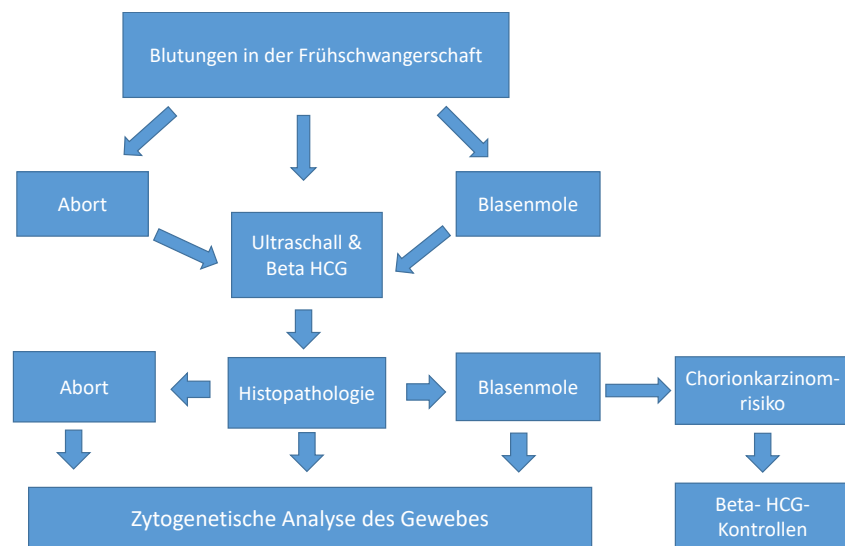 Blutungen in der Frühschwangerschaft
Abort
Blasenmole
Ultraschall &
Beta HCG
Abort
Histopathologie
Blasenmole
Chorionkarzinom-
risiko
Zytogenetische Analyse des Gewebes
Beta- HCG-
Kontrollen